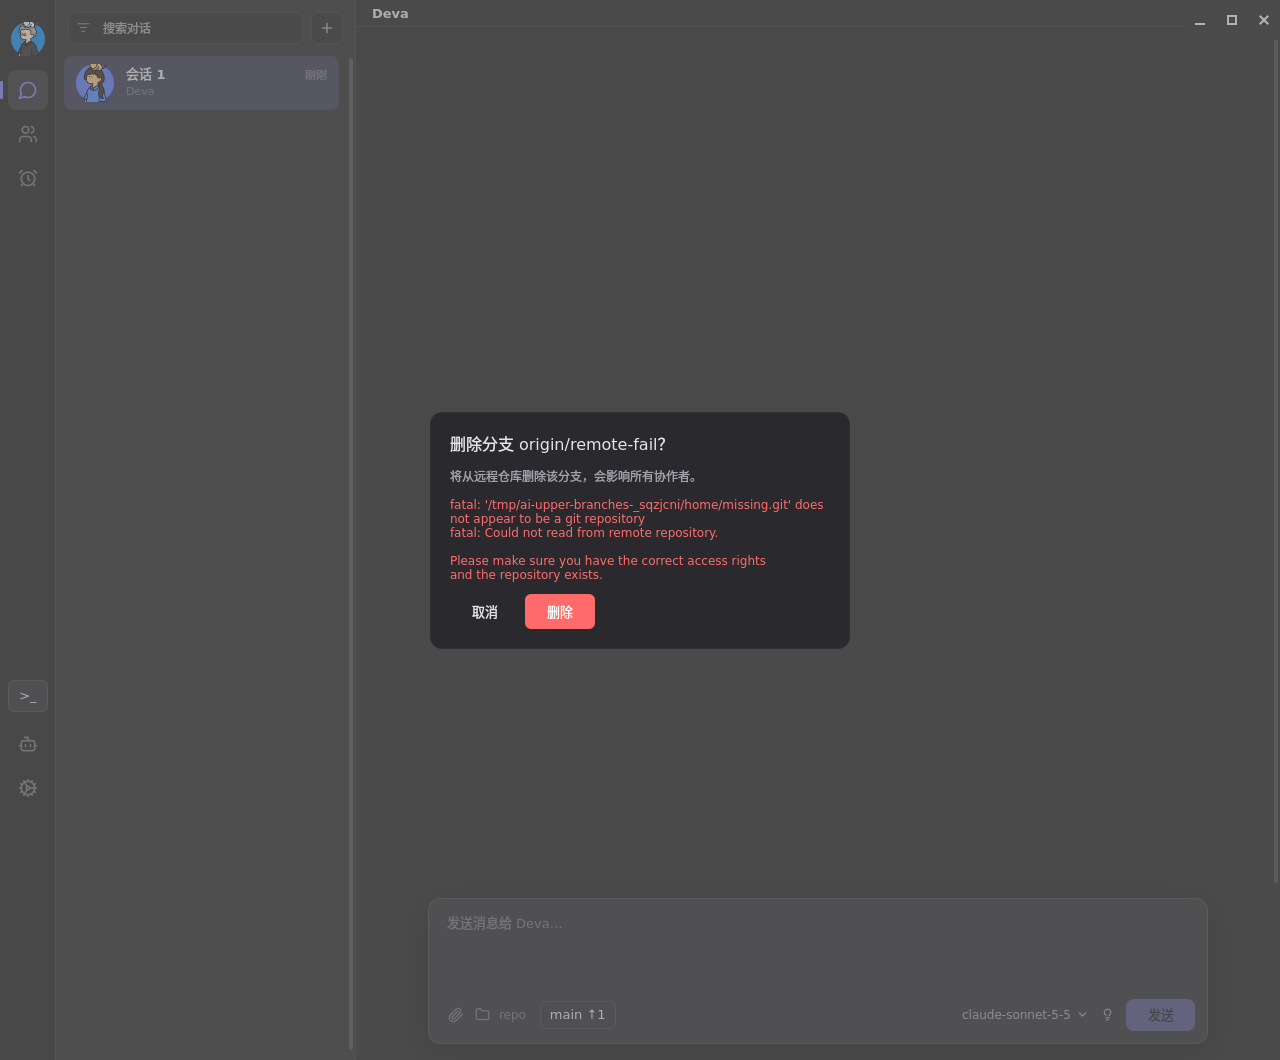 搜索对话
Deva
会话 1
刚刚
Deva
删除分支 origin/remote-fail?
将从远程仓库删除该分支，会影响所有协作者。
fatal: '/tmp/ai-upper-branches-_sqzjcni/home/missing.git' does
not appear to be a git repository
fatal: Could not read from remote repository.
Please make sure you have the correct access rights
and the repository exists.
取消
删除
>_
发送消息给 Deva...
repo
main ↑1
claude-sonnet-5-5
发送